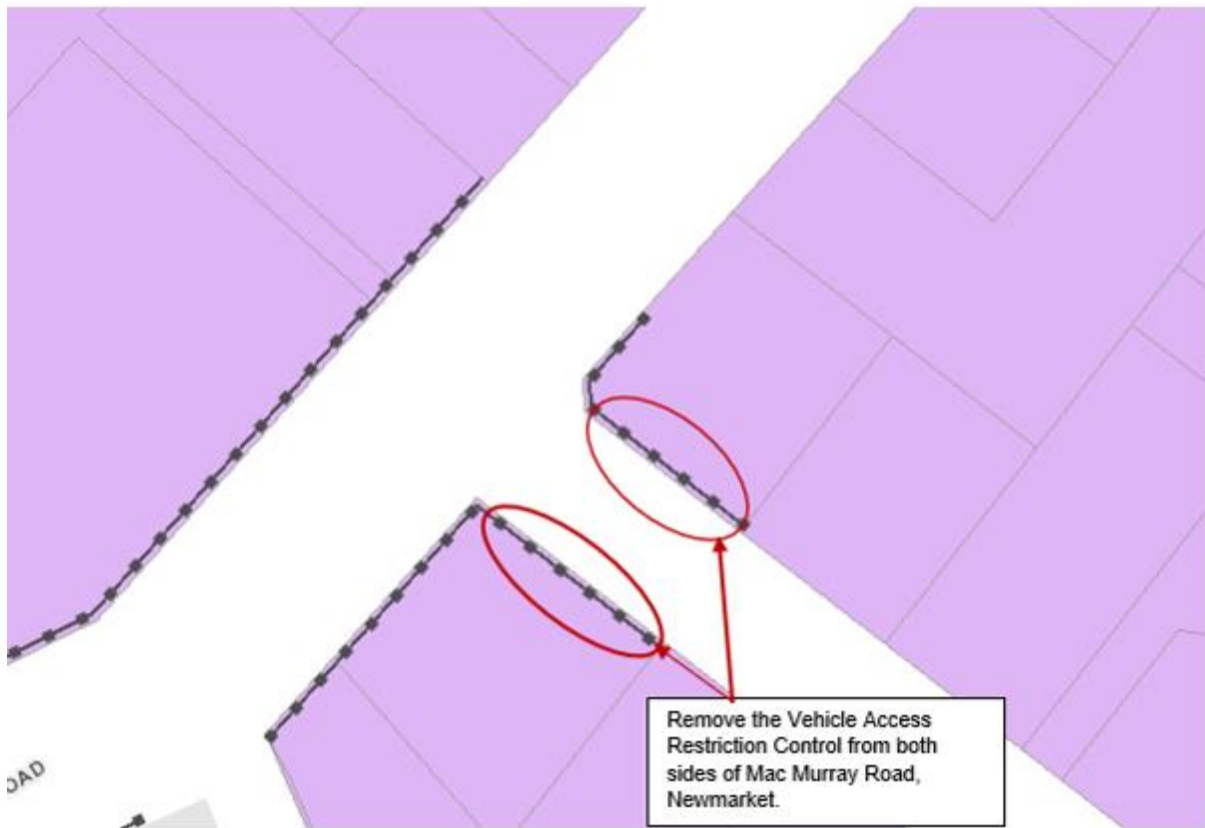 Remove the Vehicle Access
Restriction Control from both
sides of Mac Murray Road,
Newmarket.
OAD